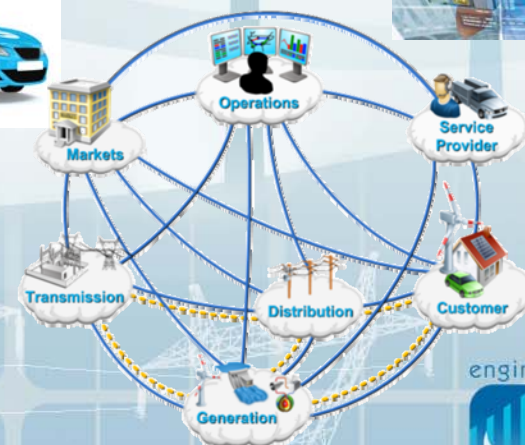 Operations
Markets
Service
Provider
Transmission
Distribution
Customer
Generation
engin